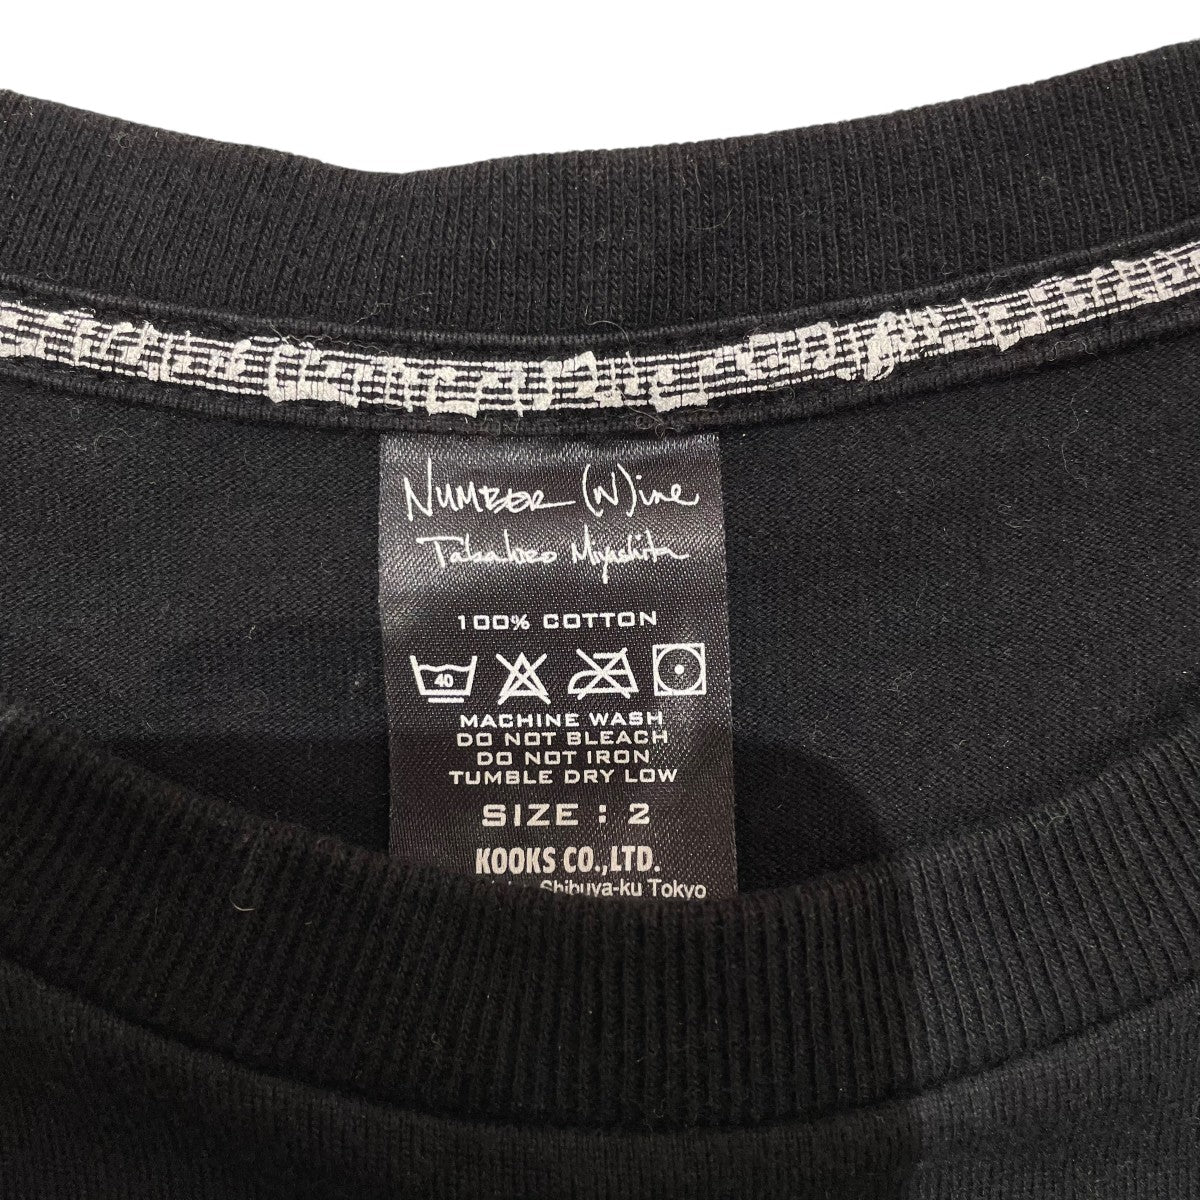 NUMBER (N)ine
Takahiro Miyashita
100% COTTON
40
MACHINE WASH
DO NOT BLEACH
DO NOT IRON
TUMBLE DRY LOW
SIZE : 2
KOOKS CO.,LTD.
Shibuya-ku Tokyo